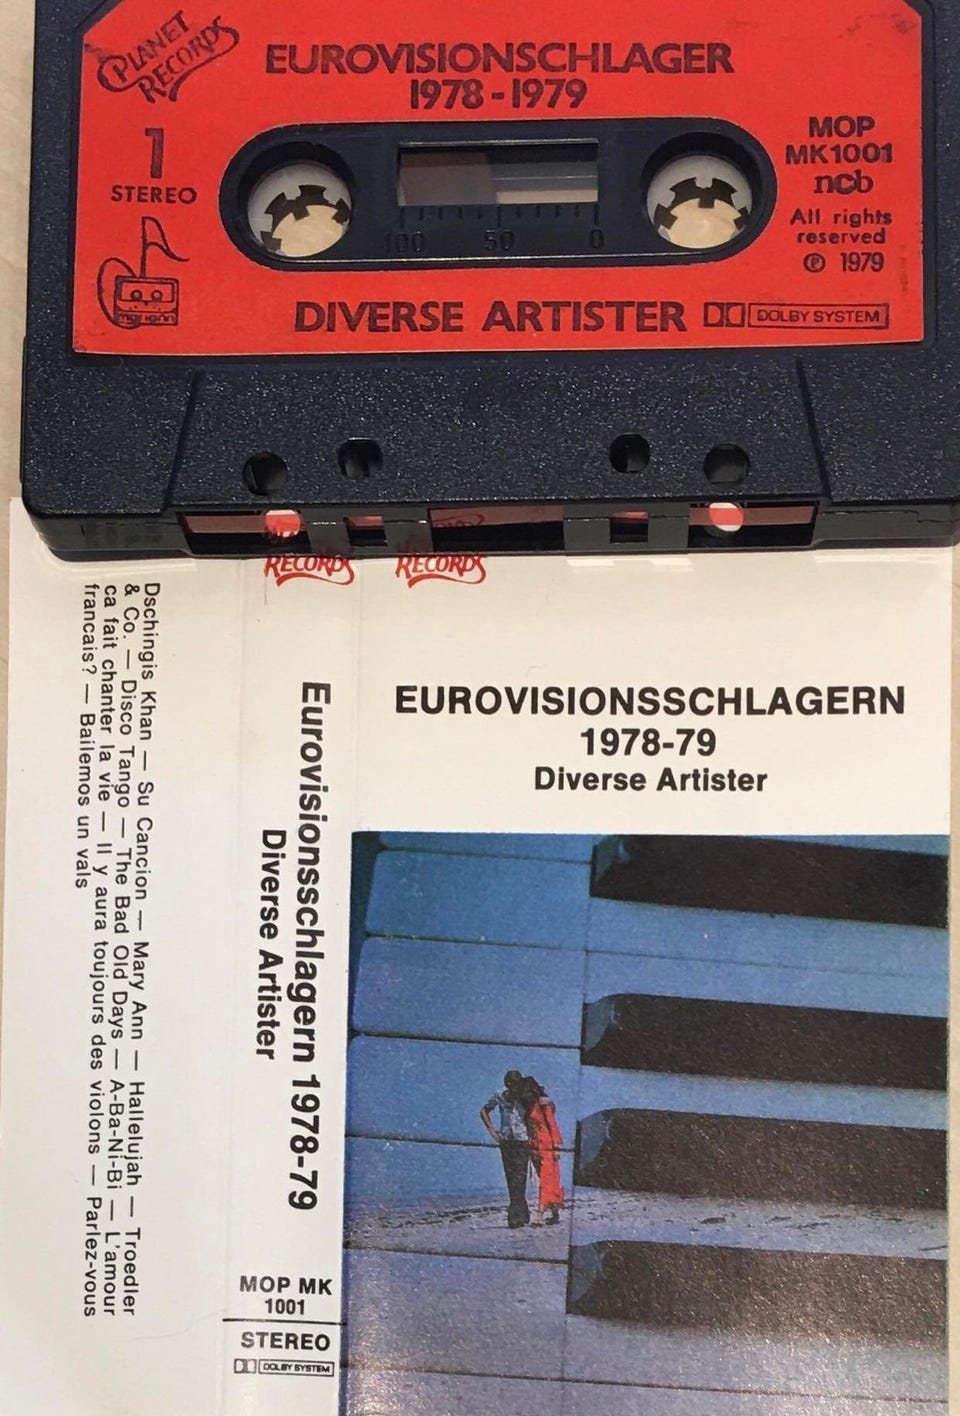 PLANET
RECORDS
EUROVISIONSCHLAGER
1978-1979
1
STEREO
MOP
MK1001
ncb
All rights
reserved
℗ 1979
100 50 0
DIVERSE ARTISTER
DOLBY SYSTEM
RECORDS
RECORDS
EUROVISIONSSCHLAGERN
1978-79
Diverse Artister
Eurovisionsschlagern 1978-79
Diverse Artister
MOP MK
1001
STEREO
DOLBY SYSTEM
Dschingis Khan — Su Cancion — Mary Ann — Hallelujah — Troedler
& Co. — Disco Tango — The Bad Old Days — A-Ba-Ni-Bi — L'amour
ca fait chanter la vie — Il y aura toujours des violons — Parlez-vous
francais? — Bailemos un vals